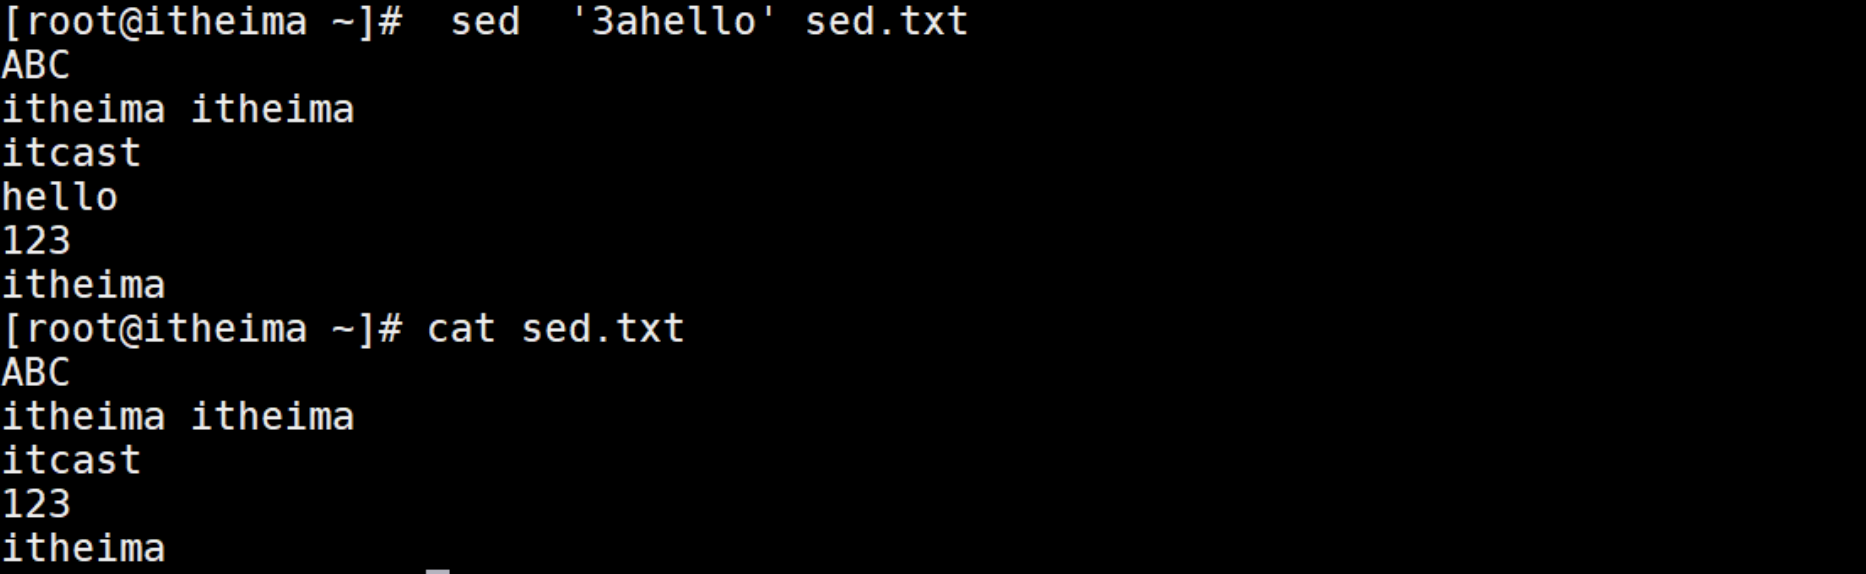 [root@itheima ~]#  sed  '3ahello' sed.txt
ABC
itheima itheima
itcast
hello
123
itheima
[root@itheima ~]# cat sed.txt
ABC
itheima itheima
itcast
123
itheima